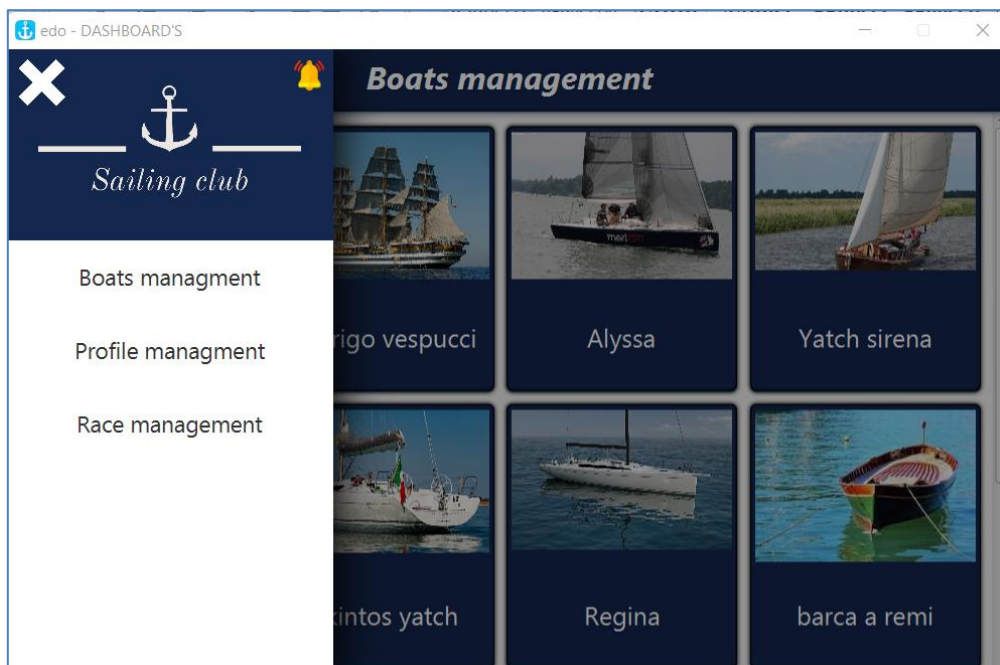 edo - DASHBOARD'S
Boats management
Sailing club
Boats managment
Profile managment
Race management
rigo vespucci
Alyssa
Yatch sirena
kintos yatch
Regina
barca a remi